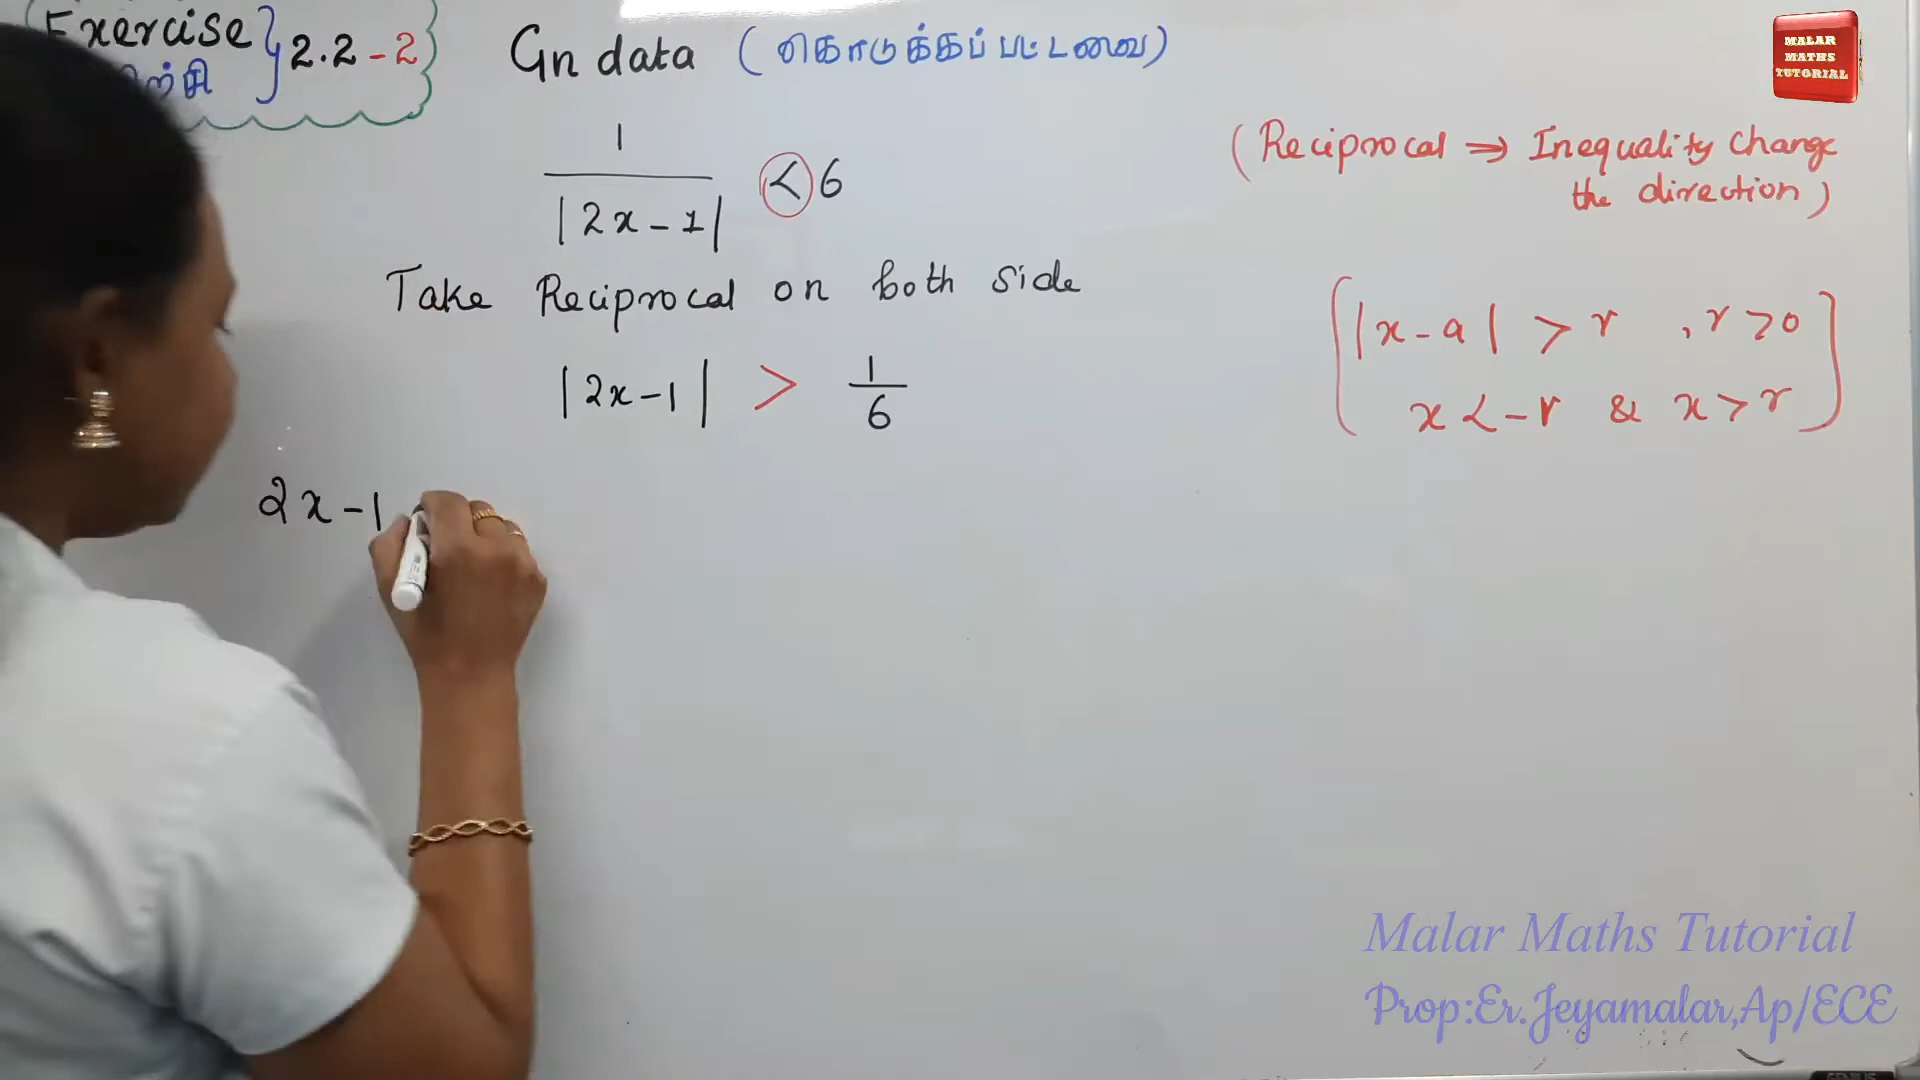 Exercise } 2.2-2
Gn data (கொடுக்கப்பட்டவை)
MALAR
MATHS
TUTORIAL
1
|2x-1| < 6
(Reciprocal ⇒ Inequality Change
the direction)
Take Reciprocal on both side
|x-a| > r , r>0
x < -r & x > r
|2x-1| > 1/6
2x-1
Malar Maths Tutorial
Prop:Er.Jeyamalar,Ap/ECE